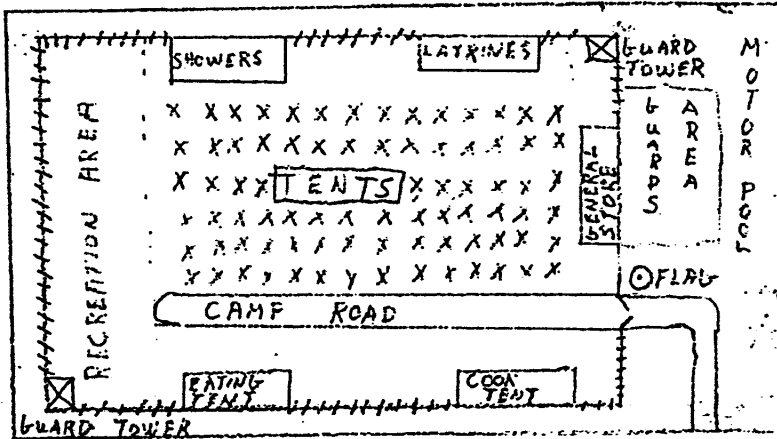 SHOWERS
LATRINES
GUARD
TOWER
MOTOR POOL
GUARDS
AREA
RECREATION AREA
TENTS
GENERAL
STORE
FLAG
CAMP ROAD
EATING
TENT
COOK
TENT
GUARD TOWER